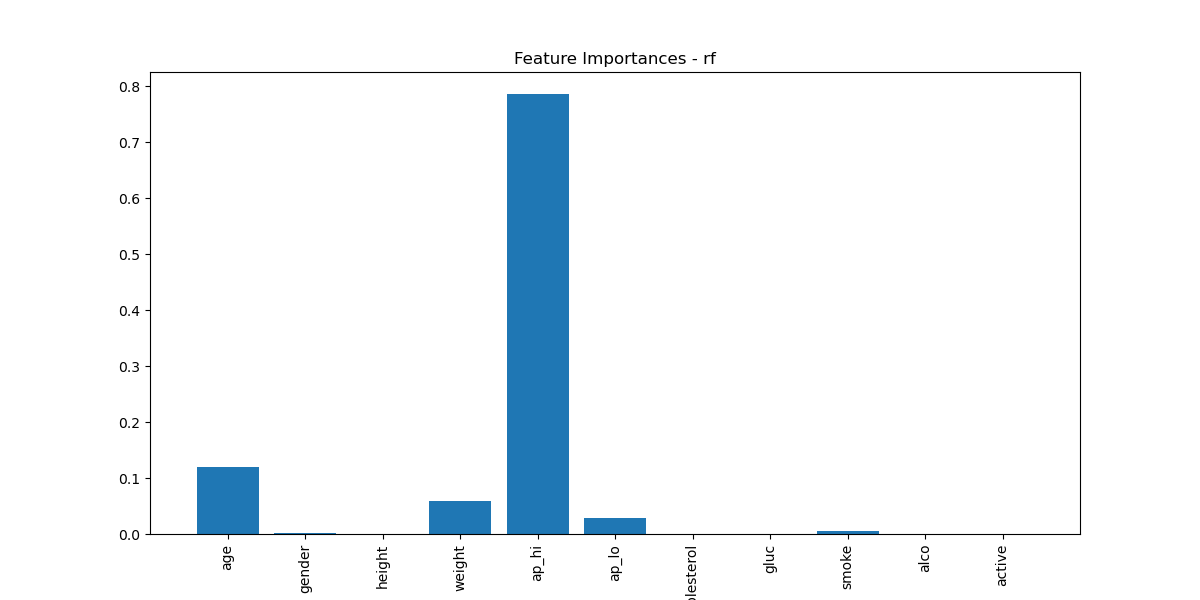 Feature Importances - rf
0.8
0.7
0.6
0.5
0.4
0.3
0.2
0.1
0.0
age
gender
height
weight
ap_hi
ap_lo
olesterol
gluc
smoke
alco
active